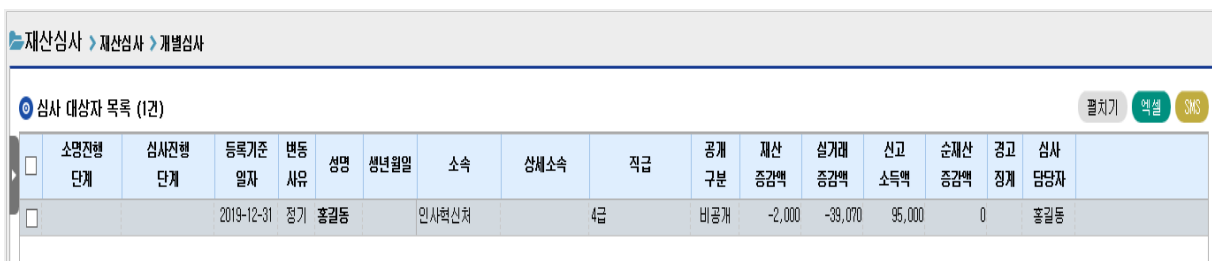 재산심사 > 재산심사 > 개별심사
심사 대상자 목록 (1건)
펼치기 엑셀 SMS
소명진행 단계 심사진행 단계 등록기준 일자 변동 사유 성명 생년월일 소속 상세소속 직급 공개 구분 재산 증감액 실거래 증감액 신고 소득액 순재산 증감액 경고 징계 심사 담당자
2019-12-31 정기 홍길동 인사혁신처 4급 비공개 -2,000 -39,070 95,000 0 홍길동